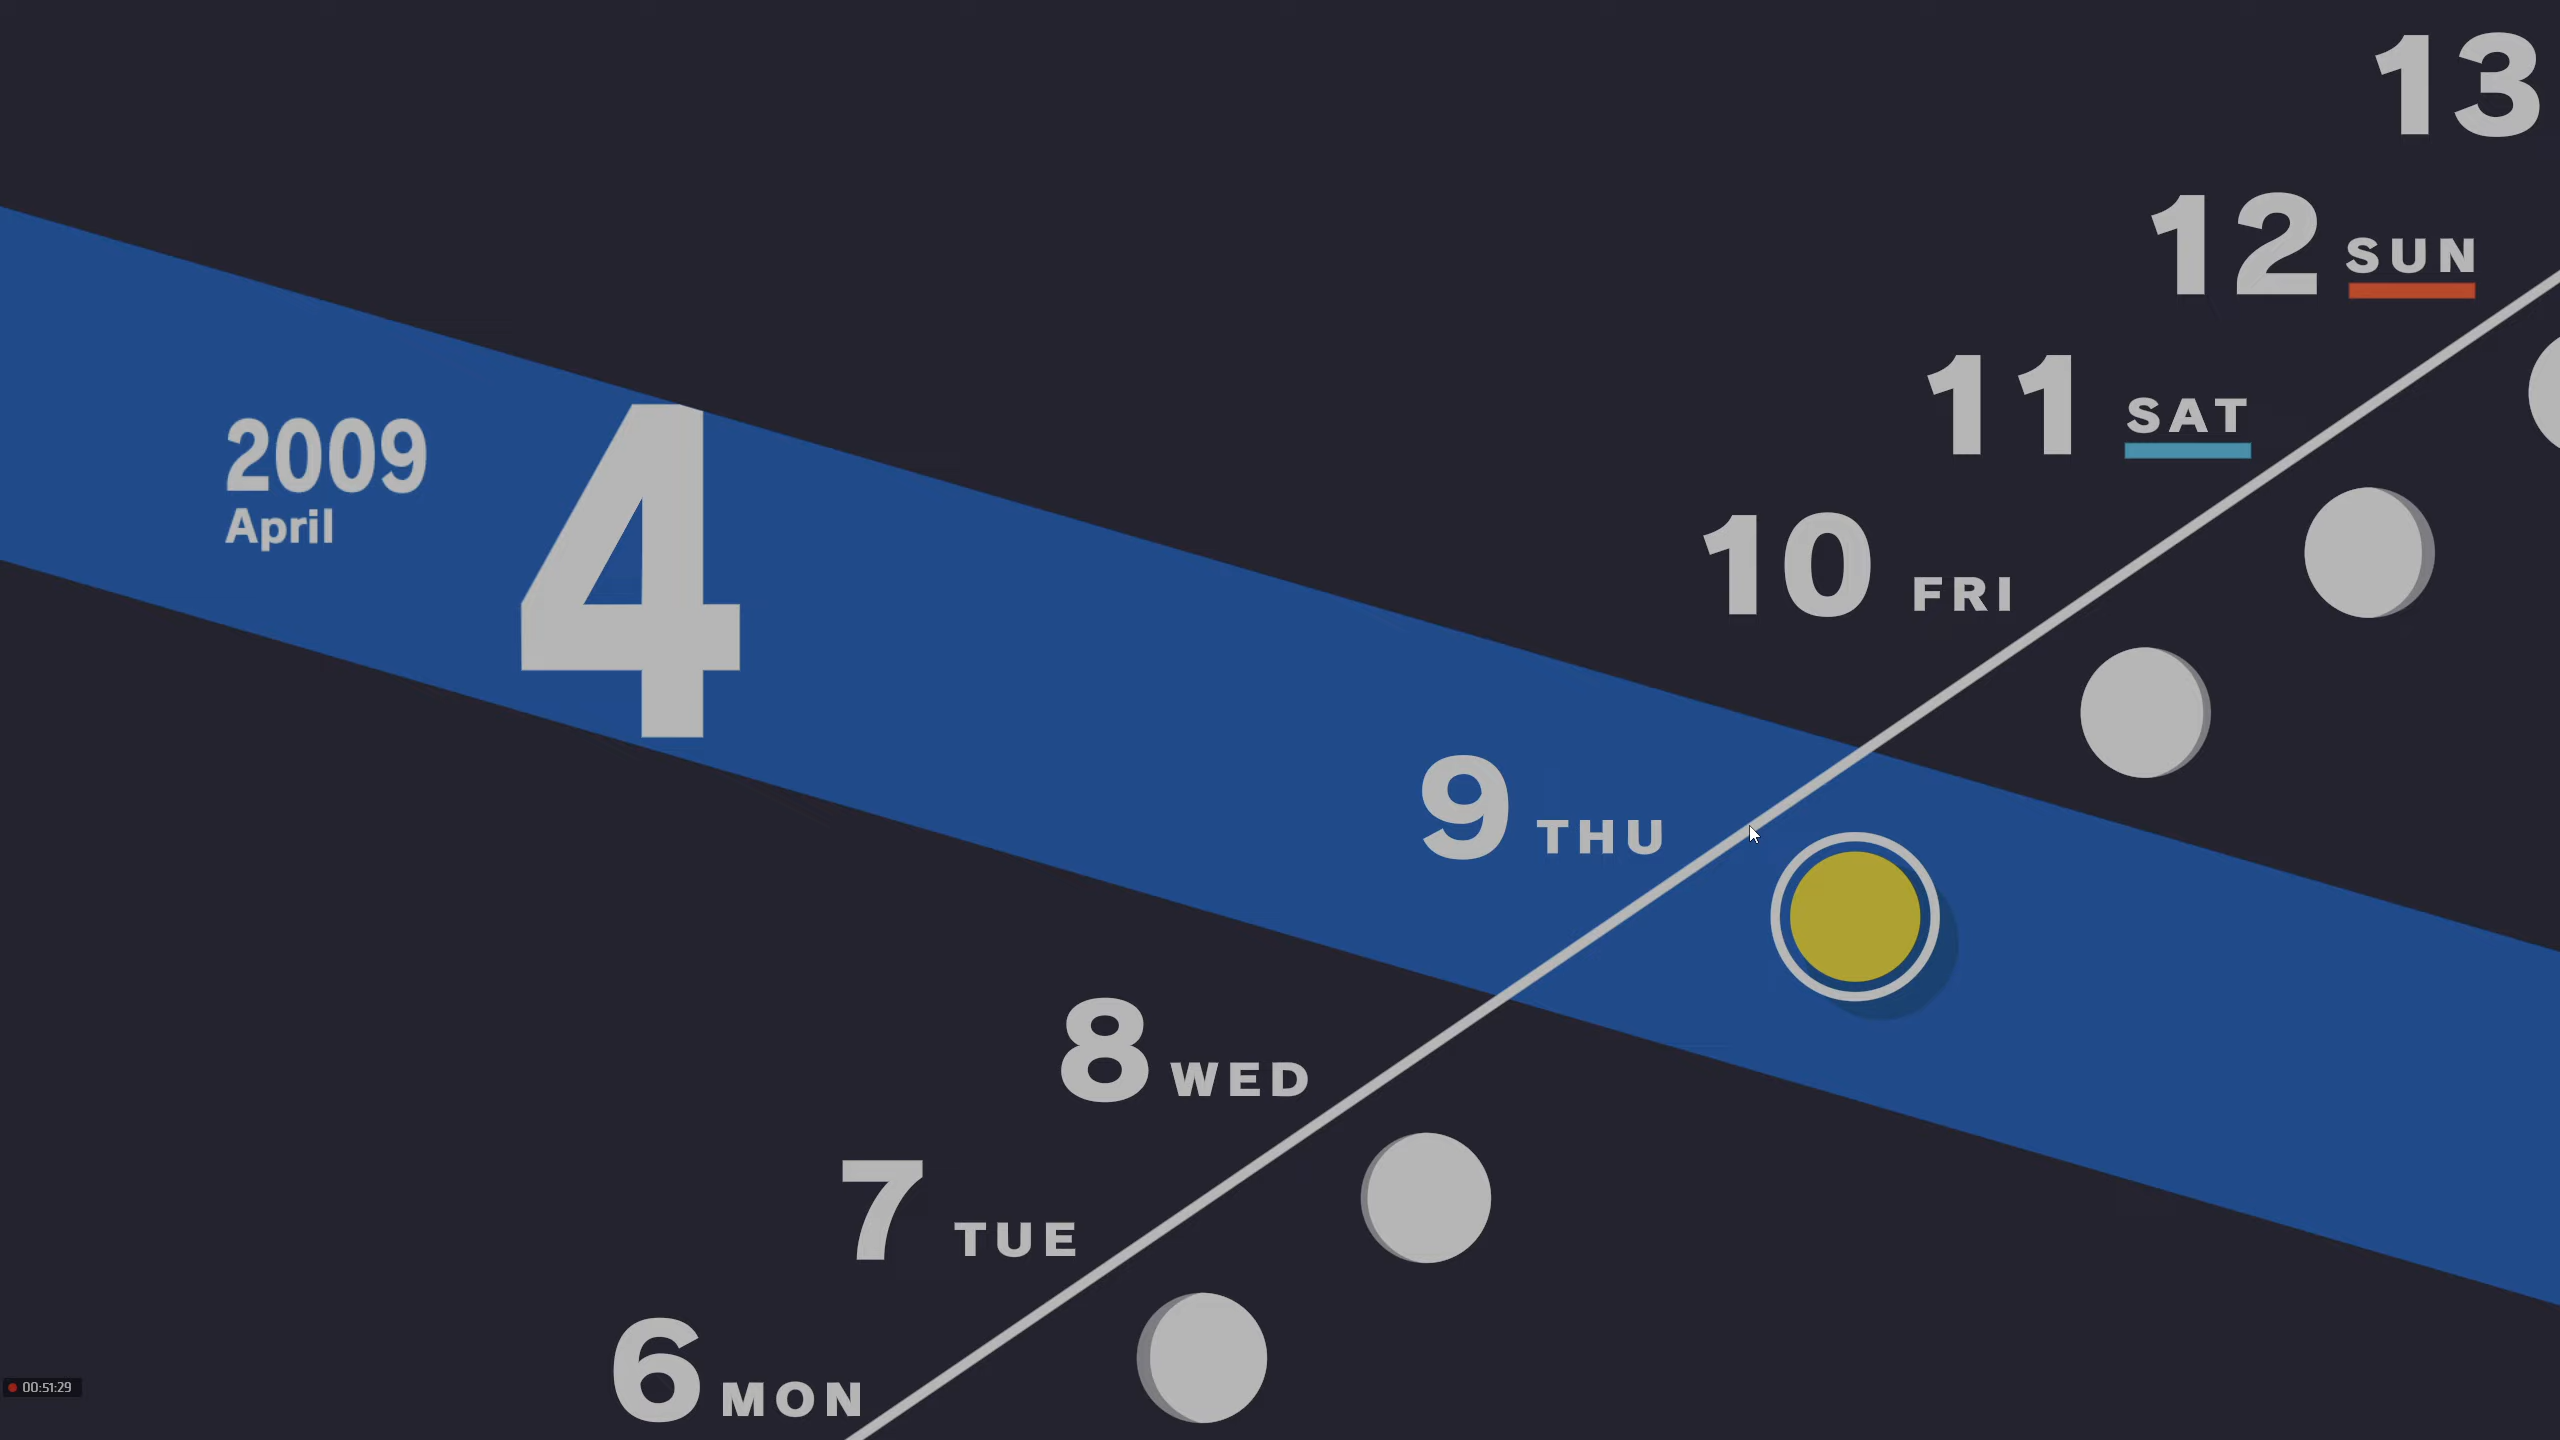 13
12 SUN
11 SAT
2009
April
4
10 FRI
9 THU
8 WED
7 TUE
6 MON
00:51:29